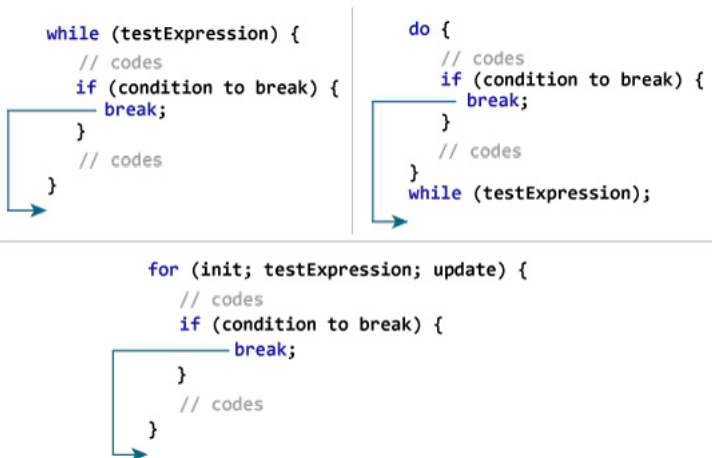 while (testExpression) {
// codes
if (condition to break) {
break;
}
// codes
}
do {
// codes
if (condition to break) {
break;
}
// codes
}
while (testExpression);
for (init; testExpression; update) {
// codes
if (condition to break) {
break;
}
// codes
}